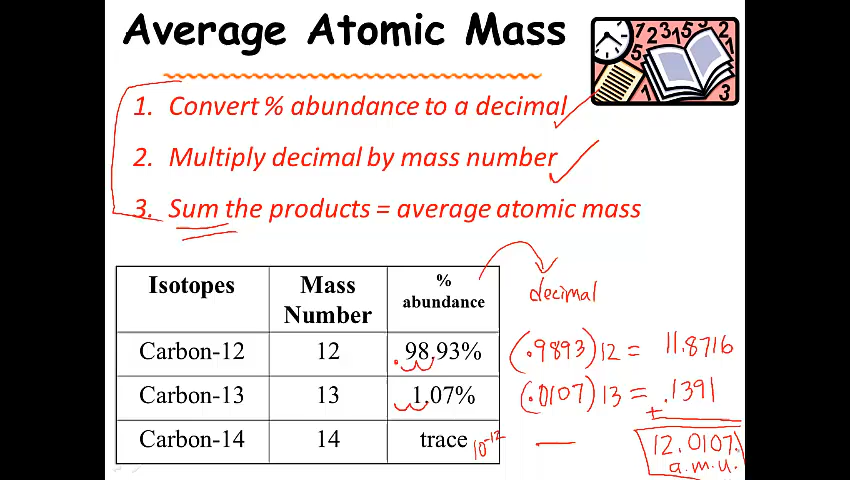 Average Atomic Mass
1. Convert % abundance to a decimal
2. Multiply decimal by mass number
3. Sum the products = average atomic mass
Isotopes Mass Number % abundance
decimal
Carbon-12 12 98.93% (.9893)12 = 11.8716
Carbon-13 13 1.07% (.0107)13 = + .1391
Carbon-14 14 trace 10-12 — 12.0107
a.m.u.